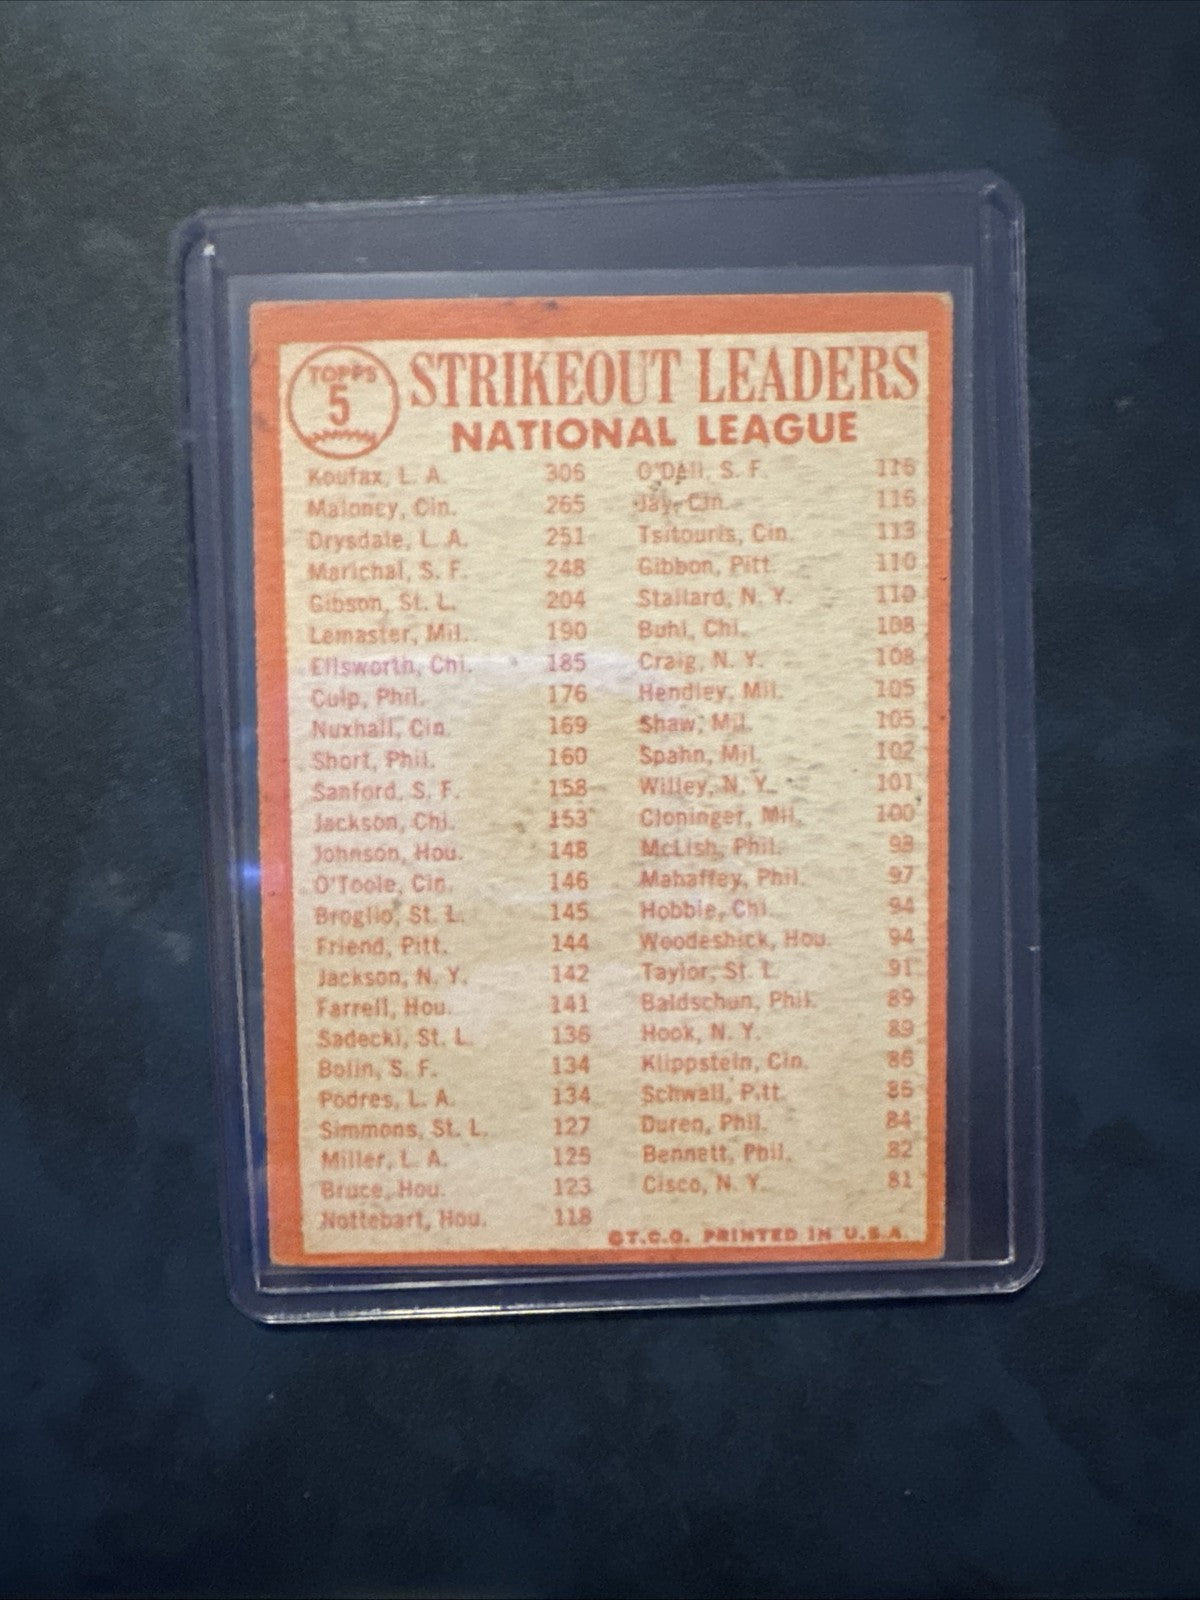 TOPPS
5
STRIKEOUT LEADERS
NATIONAL LEAGUE
Koufax, L. A. 306
Maloney, Cin. 265
Drysdale, L. A. 251
Marichal, S. F. 248
Gibson, St. L. 204
Lemaster, Mil. 190
Ellsworth, Chi. 185
Culp, Phil. 176
Nuxhall, Cin. 169
Short, Phil. 160
Sanford, S. F. 158
Jackson, Chi. 153
Johnson, Hou. 148
O'Toole, Cin. 146
Broglio, St. L. 145
Friend, Pitt. 144
Jackson, N. Y. 142
Farrell, Hou. 141
Sadecki, St. L. 136
Bolin, S. F. 134
Podres, L. A. 134
Simmons, St. L. 127
Miller, L. A. 125
Bruce, Hou. 123
Nottebart, Hou. 118
O'Dell, S. F. 116
Jay, Cin. 116
Tsitouris, Cin. 113
Gibbon, Pitt. 110
Stallard, N. Y. 110
Buhl, Chi. 108
Craig, N. Y. 108
Hendley, Mil. 105
Shaw, Mil. 105
Spahn, Mil. 102
Willey, N. Y. 101
Cloninger, Mil. 100
McLish, Phil. 98
Mahaffey, Phil. 97
Hobbie, Chi. 94
Woodeshick, Hou. 94
Taylor, St. L. 91
Baldschun, Phil. 89
Hook, N. Y. 89
Klippstein, Cin. 86
Schwall, Pitt. 86
Duren, Phil. 84
Bennett, Phil. 82
Cisco, N. Y. 81
©T.C.G. PRINTED IN U.S.A.